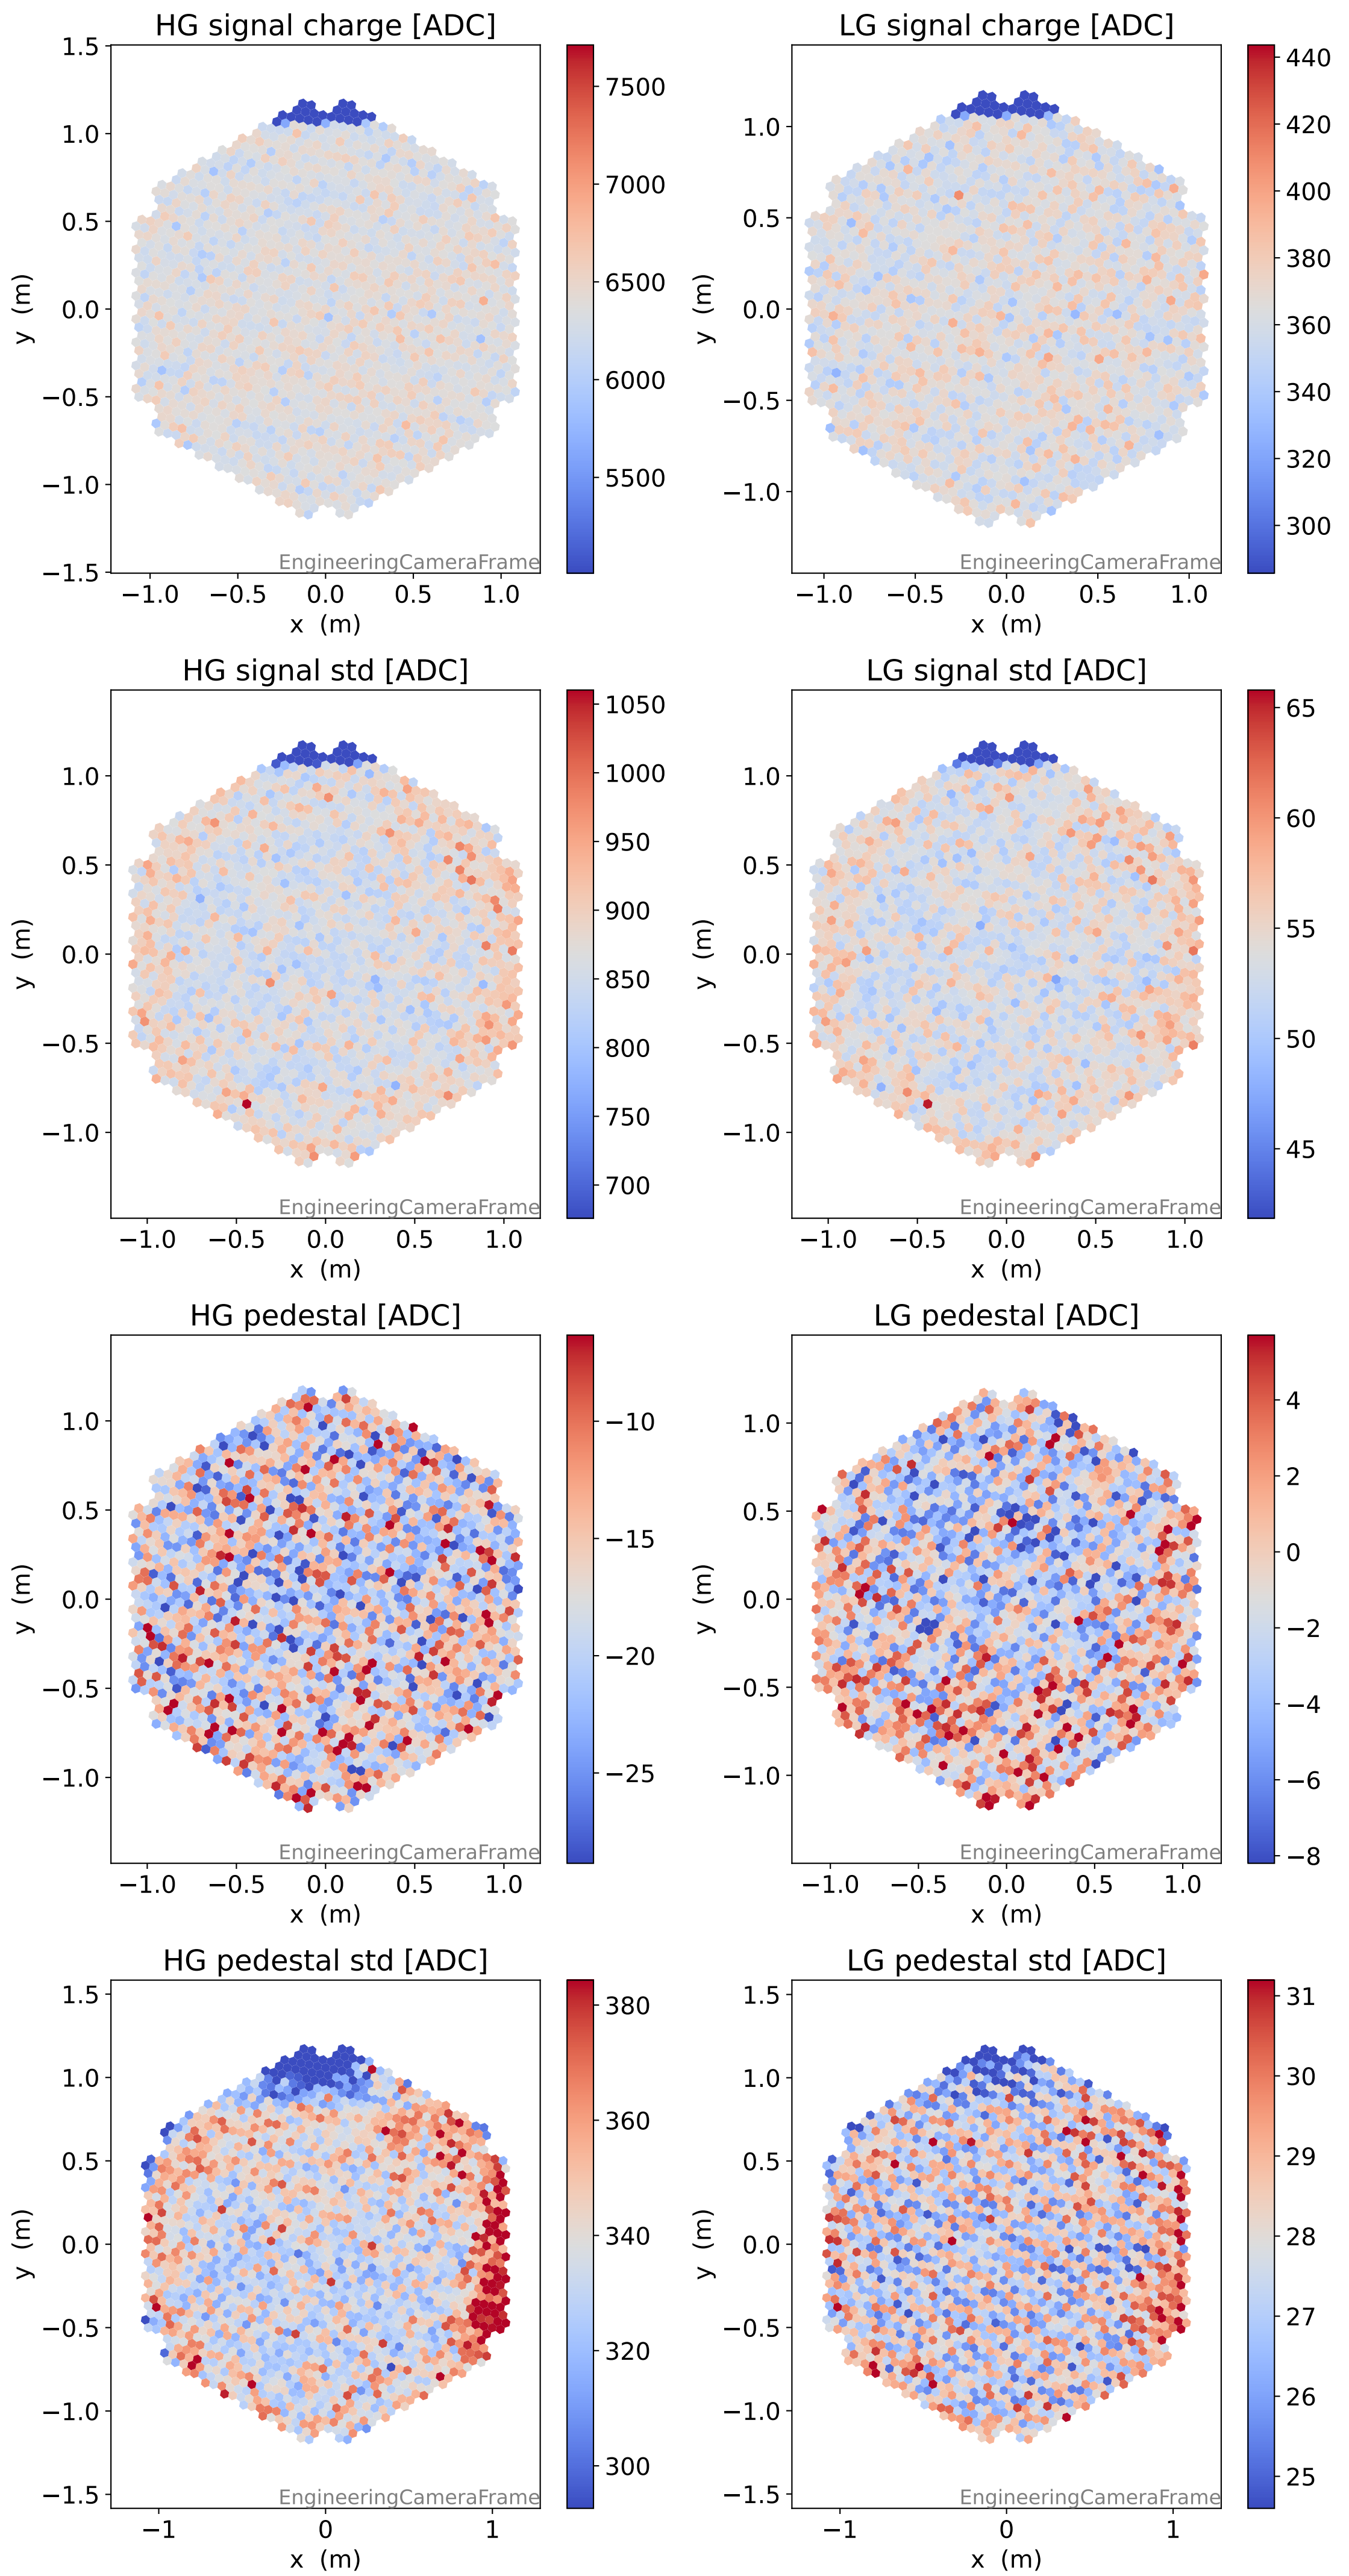 HG signal charge [ADC]
LG signal charge [ADC]
1.5
1.0
0.5
0.0
−0.5
−1.0
−1.5
y (m)
−1.0 −0.5 0.0 0.5 1.0
x (m)
EngineeringCameraFrame
7500
7000
6500
6000
5500
1.0
0.5
0.0
−0.5
−1.0
y (m)
−1.0 −0.5 0.0 0.5 1.0
x (m)
EngineeringCameraFrame
440
420
400
380
360
340
320
300
HG signal std [ADC]
LG signal std [ADC]
1.0
0.5
0.0
−0.5
−1.0
y (m)
−1.0 −0.5 0.0 0.5 1.0
x (m)
EngineeringCameraFrame
1050
1000
950
900
850
800
750
700
1.0
0.5
0.0
−0.5
−1.0
y (m)
−1.0 −0.5 0.0 0.5 1.0
x (m)
EngineeringCameraFrame
65
60
55
50
45
HG pedestal [ADC]
LG pedestal [ADC]
1.0
0.5
0.0
−0.5
−1.0
y (m)
−1.0 −0.5 0.0 0.5 1.0
x (m)
EngineeringCameraFrame
−10
−15
−20
−25
1.0
0.5
0.0
−0.5
−1.0
y (m)
−1.0 −0.5 0.0 0.5 1.0
x (m)
EngineeringCameraFrame
4
2
0
−2
−4
−6
−8
HG pedestal std [ADC]
LG pedestal std [ADC]
1.5
1.0
0.5
0.0
−0.5
−1.0
−1.5
y (m)
−1 0 1
x (m)
EngineeringCameraFrame
380
360
340
320
300
1.5
1.0
0.5
0.0
−0.5
−1.0
−1.5
y (m)
−1 0 1
x (m)
EngineeringCameraFrame
31
30
29
28
27
26
25